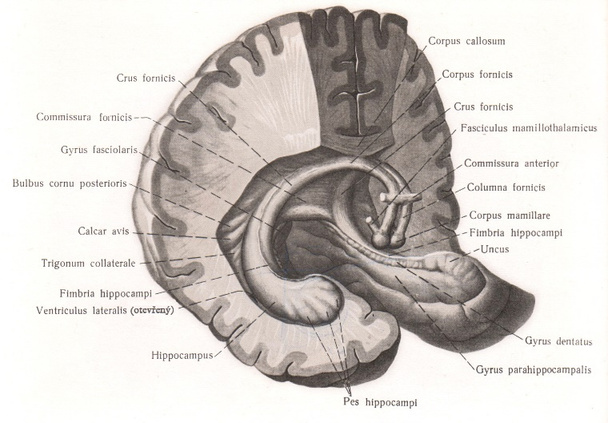 Corpus callosum
Corpus fornicis
Crus fornicis
Crus fornicis
Fasciculus mamillothalamicus
Commissura fornicis
Gyrus fasciolaris
Commissura anterior
Bulbus cornu posterioris
Columna fornicis
Corpus mamillare
Calcar avis
Fimbria hippocampi
Uncus
Trigonum collaterale
Fimbria hippocampi
Ventriculus lateralis (otevřený)
Gyrus dentatus
Hippocampus
Gyrus parahippocampalis
Pes hippocampi